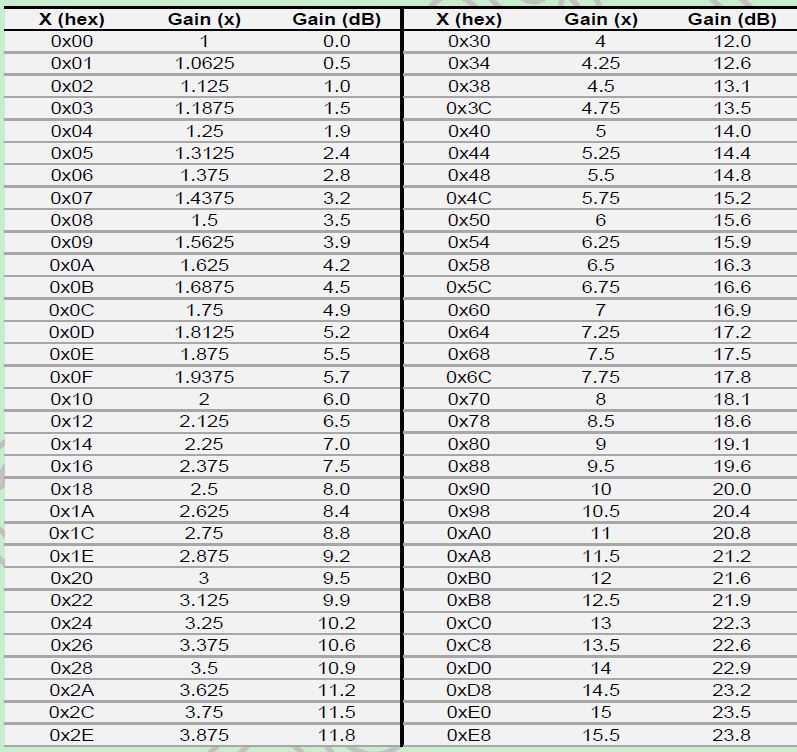 X (hex) Gain (x) Gain (dB) X (hex) Gain (x) Gain (dB)
0x00 1 0.0 0x30 4 12.0
0x01 1.0625 0.5 0x34 4.25 12.6
0x02 1.125 1.0 0x38 4.5 13.1
0x03 1.1875 1.5 0x3C 4.75 13.5
0x04 1.25 1.9 0x40 5 14.0
0x05 1.3125 2.4 0x44 5.25 14.4
0x06 1.375 2.8 0x48 5.5 14.8
0x07 1.4375 3.2 0x4C 5.75 15.2
0x08 1.5 3.5 0x50 6 15.6
0x09 1.5625 3.9 0x54 6.25 15.9
0x0A 1.625 4.2 0x58 6.5 16.3
0x0B 1.6875 4.5 0x5C 6.75 16.6
0x0C 1.75 4.9 0x60 7 16.9
0x0D 1.8125 5.2 0x64 7.25 17.2
0x0E 1.875 5.5 0x68 7.5 17.5
0x0F 1.9375 5.7 0x6C 7.75 17.8
0x10 2 6.0 0x70 8 18.1
0x12 2.125 6.5 0x78 8.5 18.6
0x14 2.25 7.0 0x80 9 19.1
0x16 2.375 7.5 0x88 9.5 19.6
0x18 2.5 8.0 0x90 10 20.0
0x1A 2.625 8.4 0x98 10.5 20.4
0x1C 2.75 8.8 0xA0 11 20.8
0x1E 2.875 9.2 0xA8 11.5 21.2
0x20 3 9.5 0xB0 12 21.6
0x22 3.125 9.9 0xB8 12.5 21.9
0x24 3.25 10.2 0xC0 13 22.3
0x26 3.375 10.6 0xC8 13.5 22.6
0x28 3.5 10.9 0xD0 14 22.9
0x2A 3.625 11.2 0xD8 14.5 23.2
0x2C 3.75 11.5 0xE0 15 23.5
0x2E 3.875 11.8 0xE8 15.5 23.8